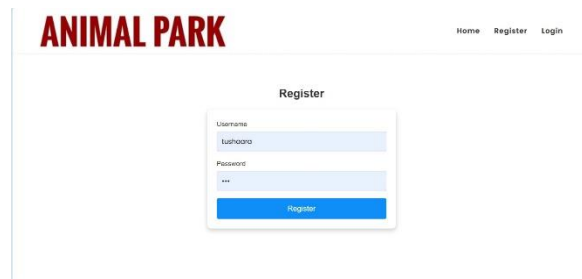 ANIMAL PARK
Home Register Login
Register
Username
tushaara
Password
•••
Register